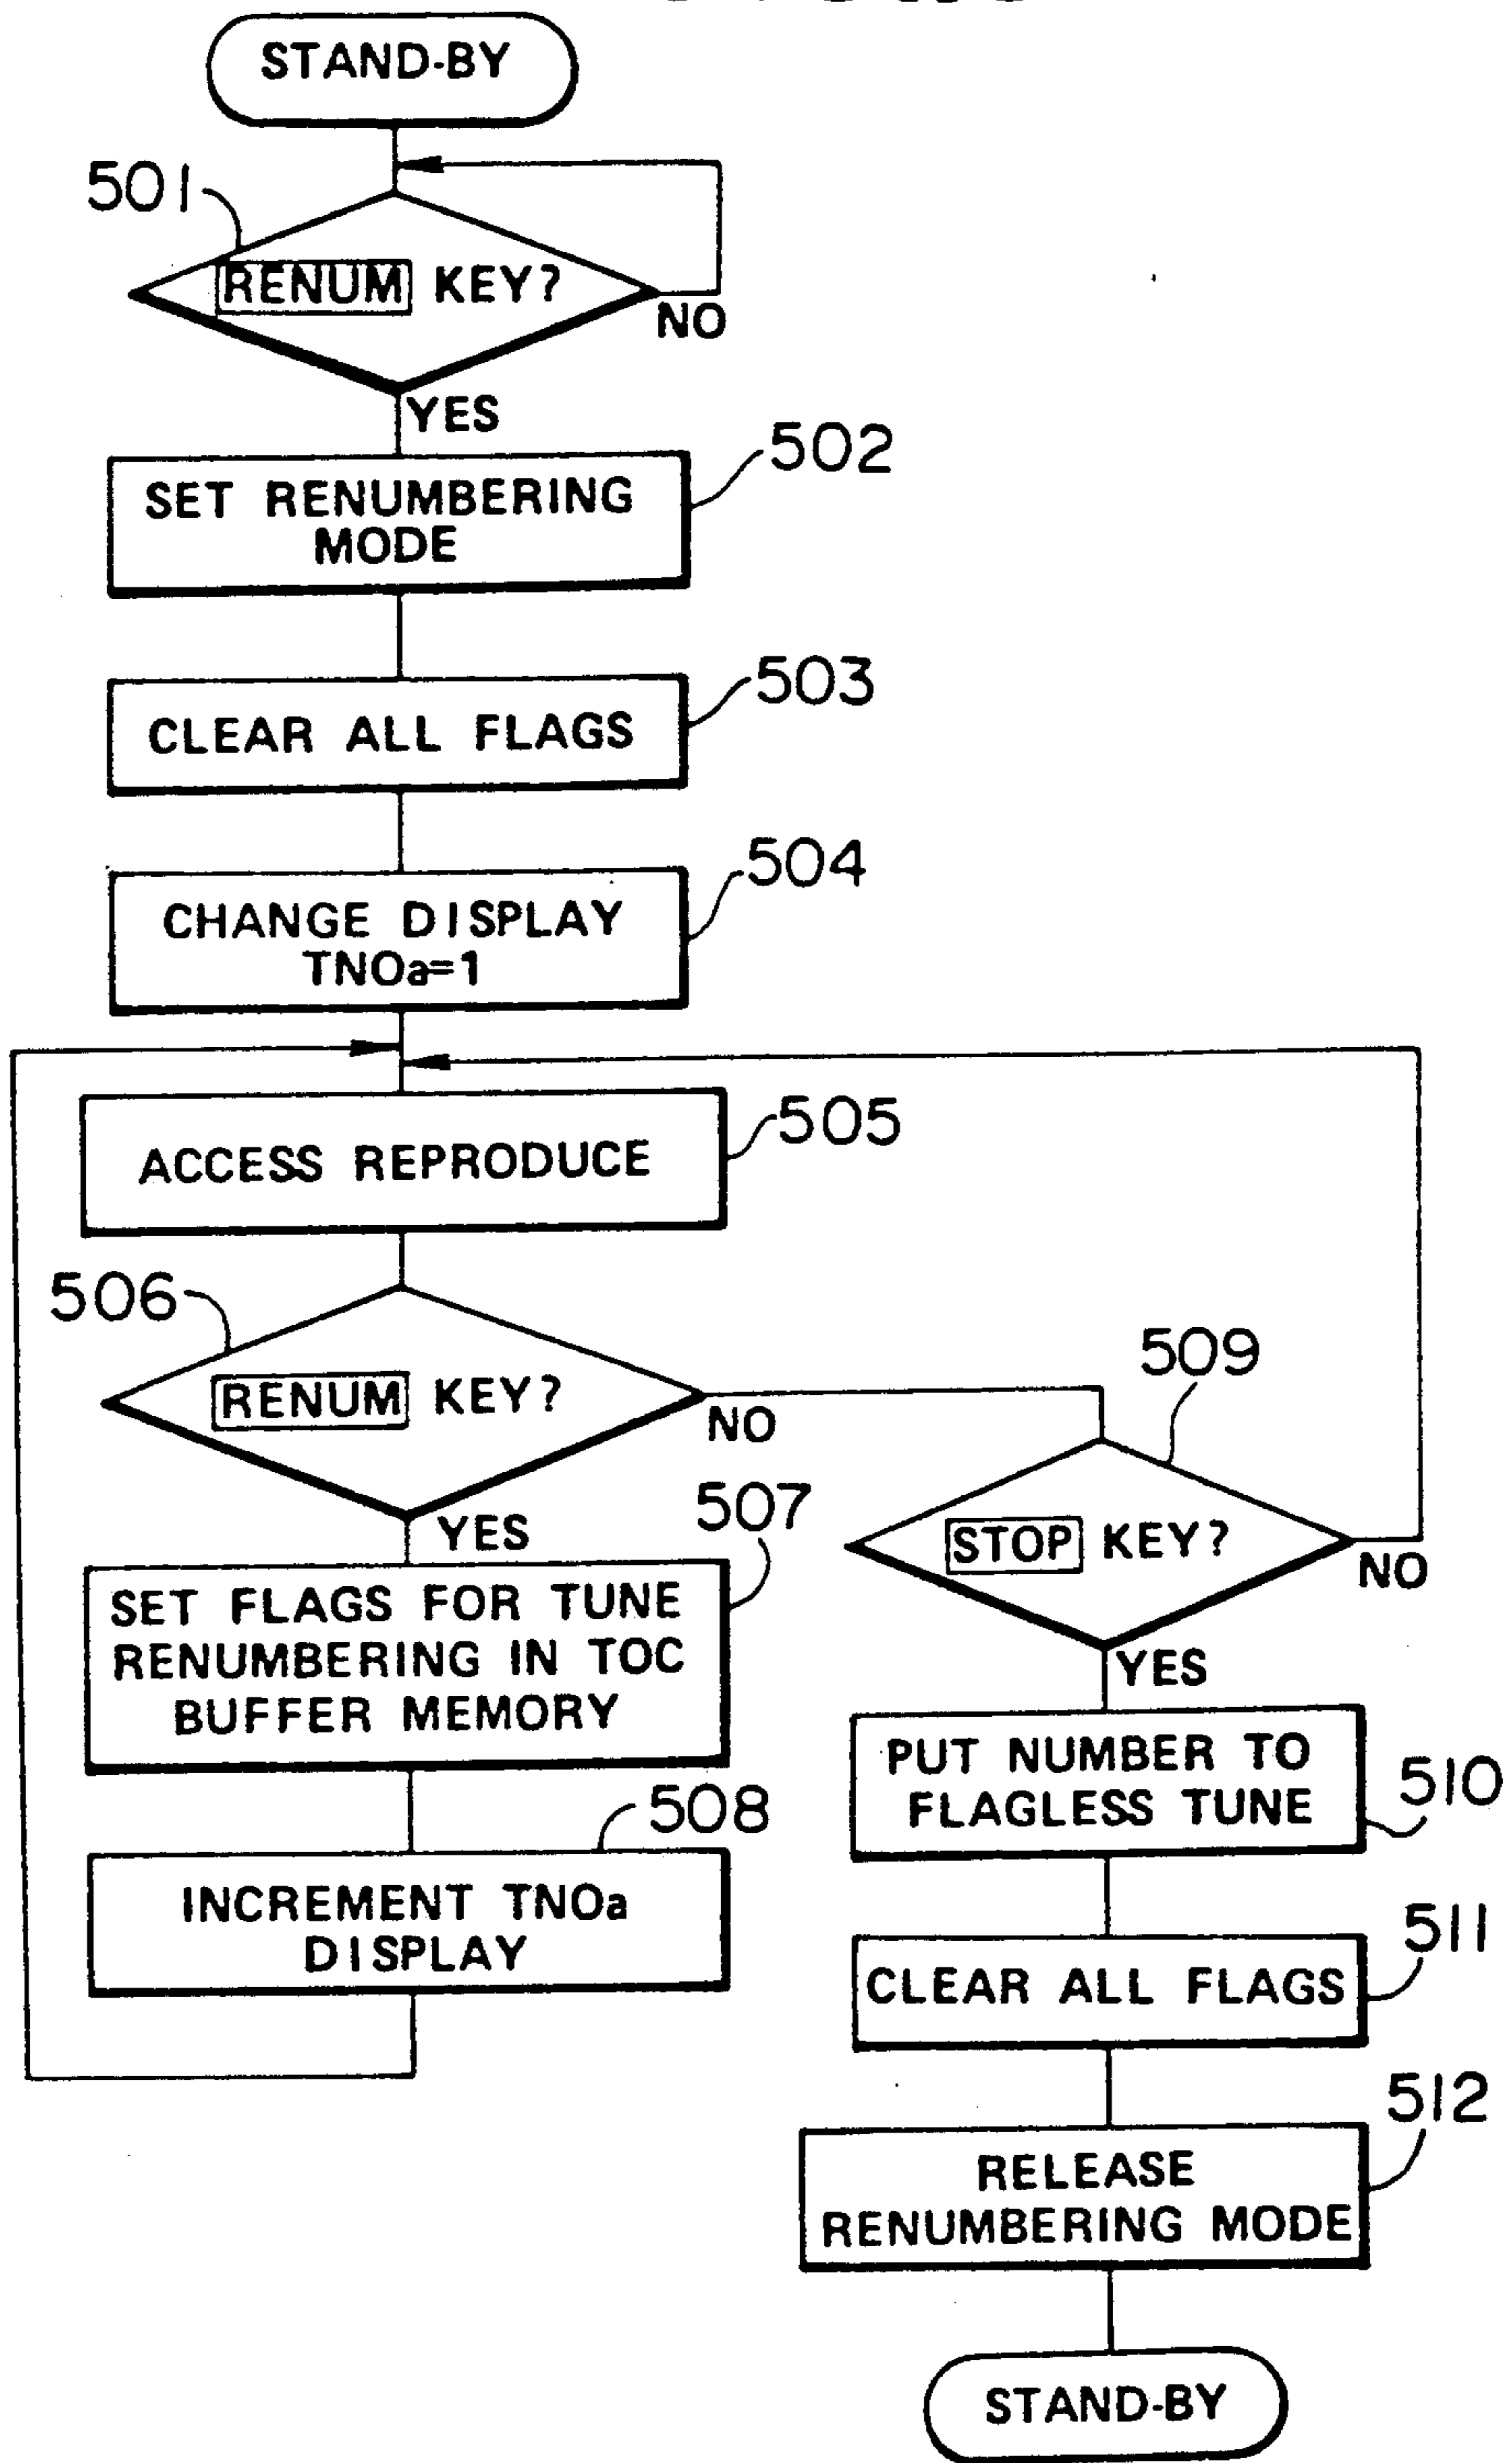 STAND-BY
501
RENUM KEY?
NO
YES
502
SET RENUMBERING
MODE
503
CLEAR ALL FLAGS
504
CHANGE DISPLAY
TNOa=1
505
ACCESS REPRODUCE
506
RENUM KEY?
NO
YES
507
SET FLAGS FOR TUNE
RENUMBERING IN TOC
BUFFER MEMORY
508
INCREMENT TNOa
DISPLAY
509
STOP KEY?
NO
YES
PUT NUMBER TO
FLAGLESS TUNE
510
511
CLEAR ALL FLAGS
512
RELEASE
RENUMBERING MODE
STAND-BY